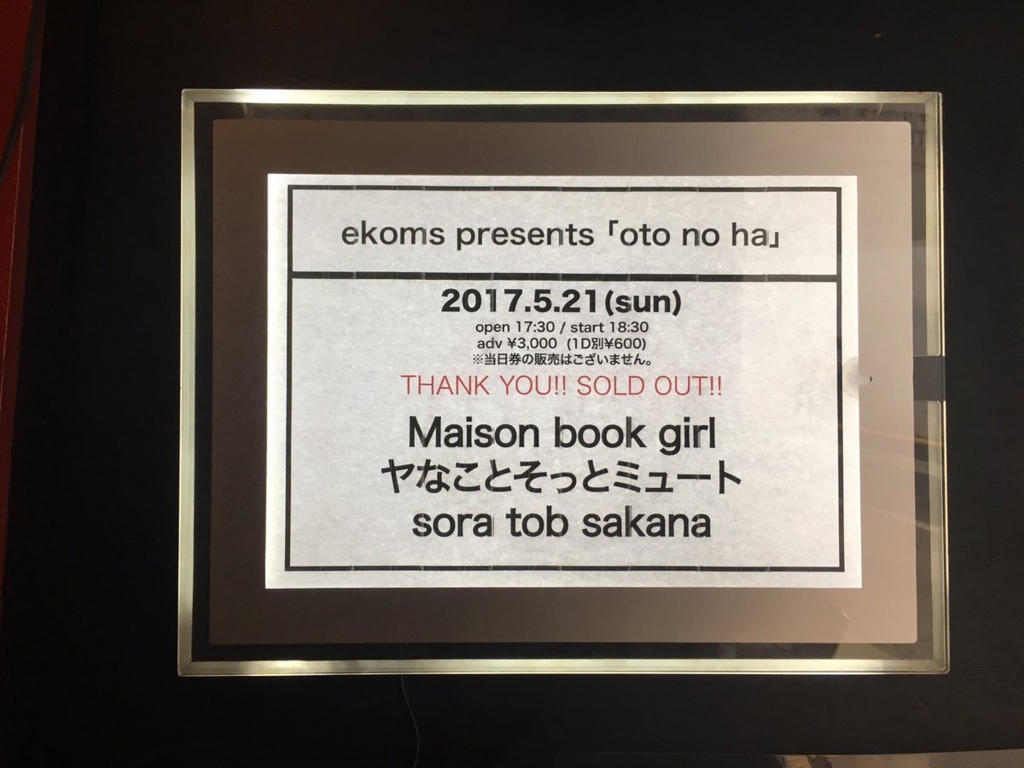 ekoms presents「oto no ha」
2017.5.21(sun)
open 17:30 / start 18:30
adv ¥3,000 (1D別¥600)
※当日券の販売はございません。
THANK YOU!! SOLD OUT!!
Maison book girl
ヤなことそっとミュート
sora tob sakana